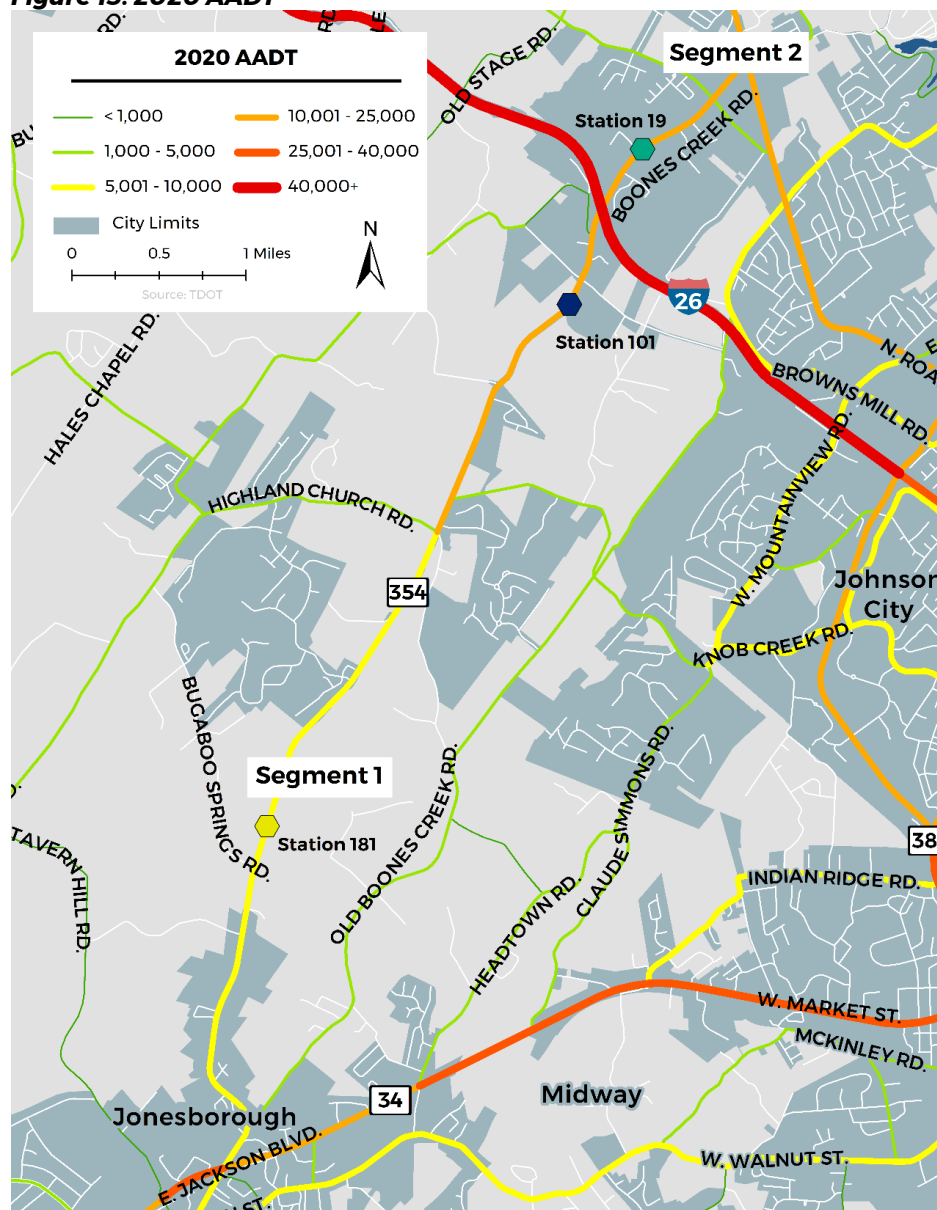 Figure 15. 2020 AADT
2020 AADT
< 1,000
10,001 - 25,000
1,000 - 5,000
25,001 - 40,000
5,001 - 10,000
40,000+
City Limits
0 0.5 1 Miles
Source: TDOT
N
RD.
RD.
OLD STAGE RD.
Segment 2
Station 19
BOONES CREEK RD.
26
Station 101
HALES CHAPEL RD.
N. ROA
BROWNS MILL RD.
W. MOUNTAINVIEW RD.
HIGHLAND CHURCH RD.
354
Johnson
City
KNOB CREEK RD.
BUGABOO SPRINGS RD.
Segment 1
Station 181
OLD BOONES CREEK RD.
CLAUDE SIMMONS RD.
HEADTOWN RD.
TAVERN HILL RD.
38
INDIAN RIDGE RD.
W. MARKET ST.
MCKINLEY RD.
Midway
34
Jonesborough
E. JACKSON BLVD.
W. WALNUT ST.
ST.